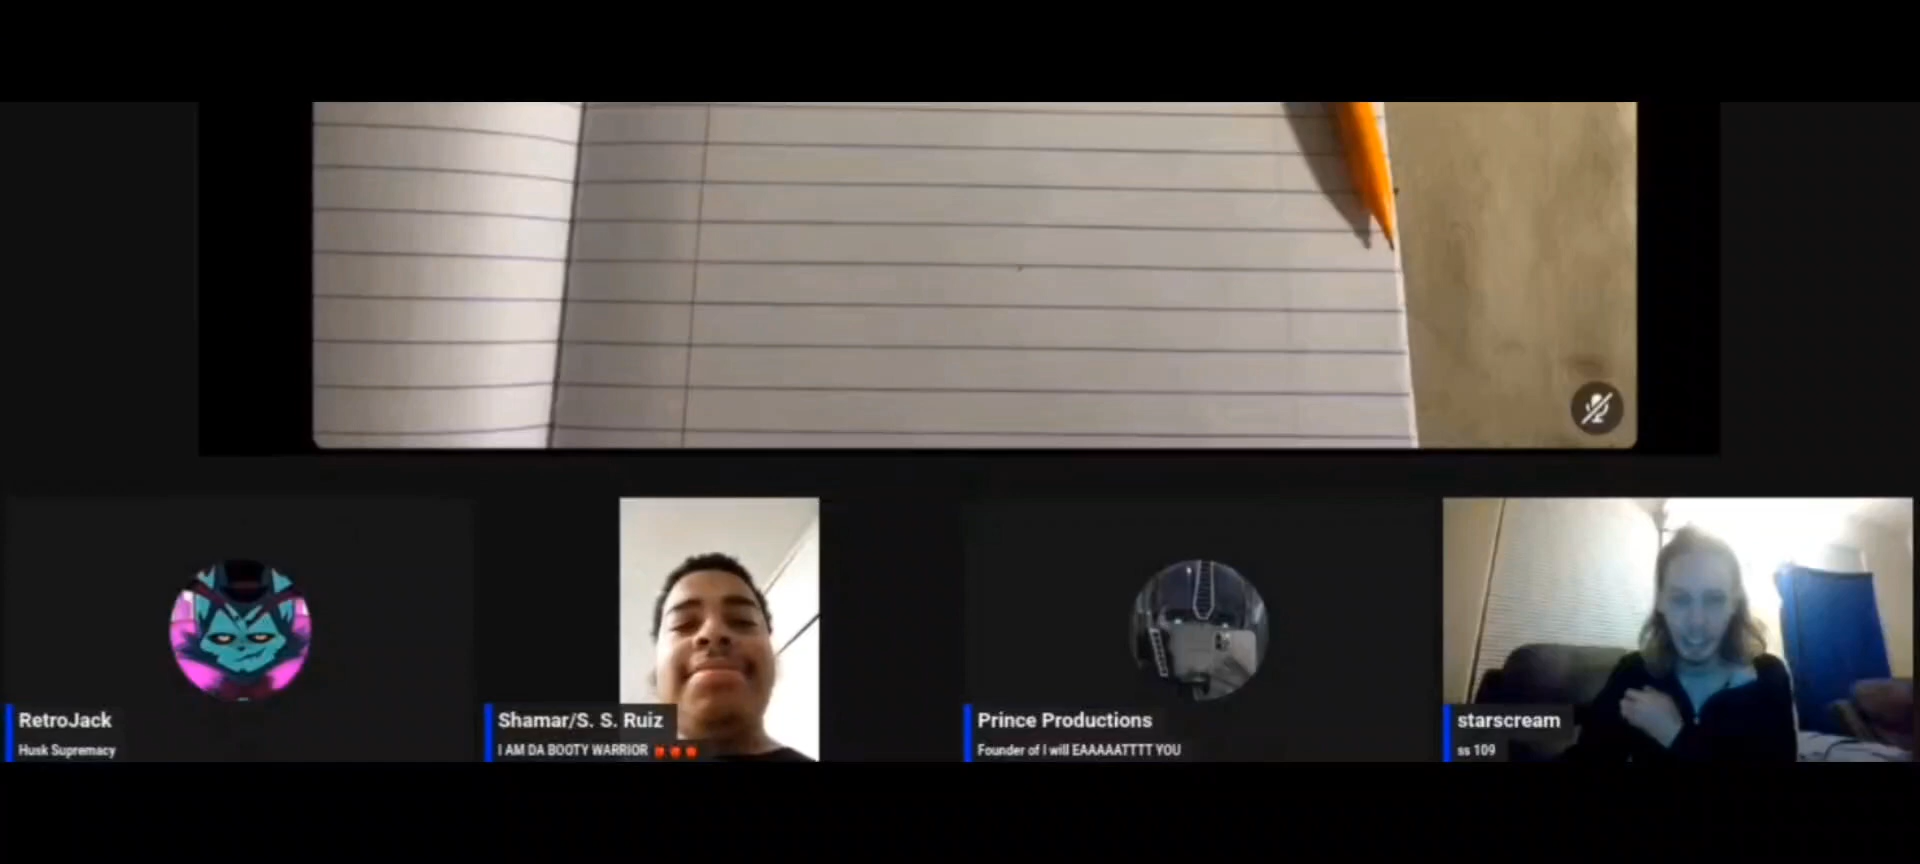 RetroJack
Husk Supremacy
Shamar/S. S. Ruiz
I AM DA BOOTY WARRIOR 🍎🍎🍎
Prince Productions
Founder of I will EAAAAATTTT YOU
starscream
ss 109